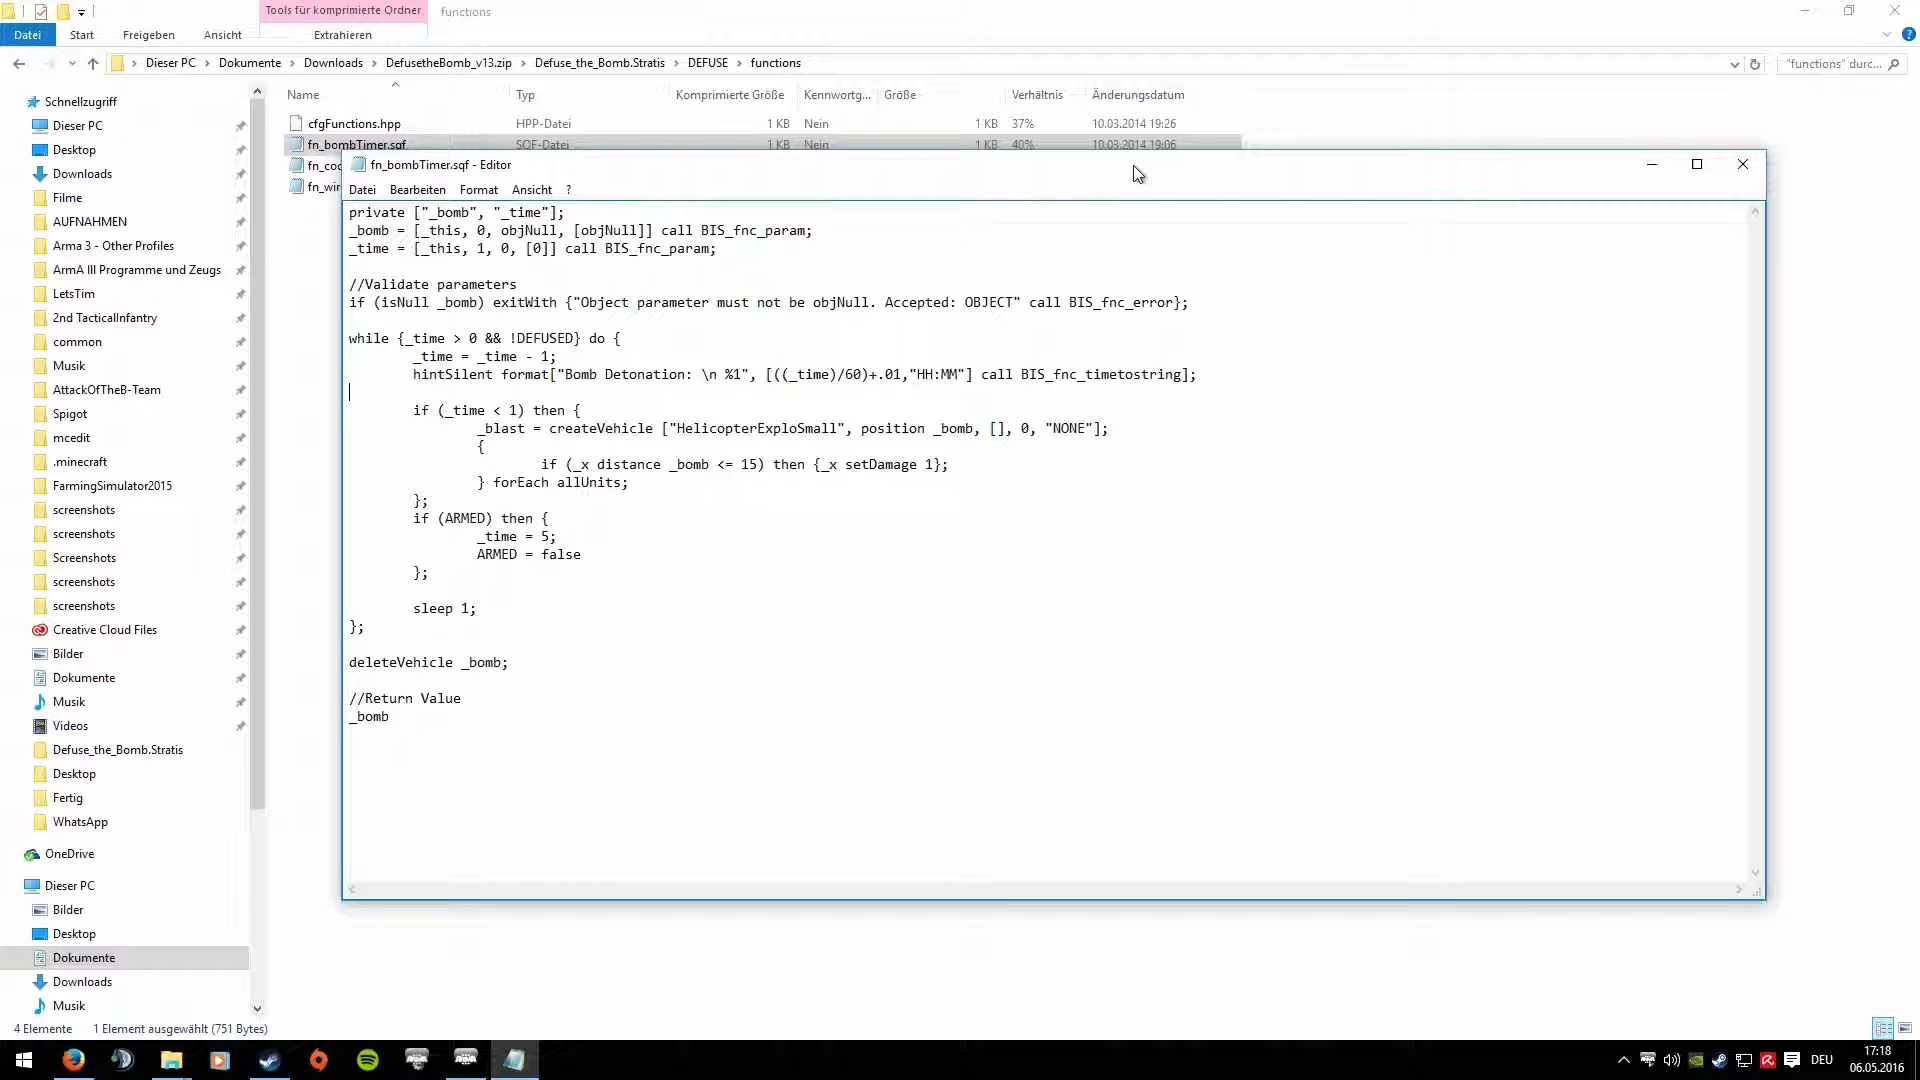 Tools für komprimierte Ordner
functions
Datei
Start
Freigeben
Ansicht
Extrahieren
Dieser PC > Dokumente > Downloads > DefusetheBomb_v13.zip > Defuse_the_Bomb.Stratis > DEFUSE > functions
"functions" durc...
Name Typ Komprimierte Größe Kennwortg... Größe Verhältnis Änderungsdatum
cfgFunctions.hpp HPP-Datei 1 KB Nein 1 KB 37% 10.03.2014 19:26
fn_bombTimer.sqf SQF-Datei 1 KB Nein 1 KB 40% 10.03.2014 19:06
fn_coc
fn_wir
Schnellzugriff
Dieser PC
Desktop
Downloads
Filme
AUFNAHMEN
Arma 3 - Other Profiles
ArmA III Programme und Zeugs
LetsTim
2nd TacticalInfantry
common
Musik
AttackOfTheB-Team
Spigot
mcedit
.minecraft
FarmingSimulator2015
screenshots
screenshots
Screenshots
screenshots
screenshots
Creative Cloud Files
Bilder
Dokumente
Musik
Videos
Defuse_the_Bomb.Stratis
Desktop
Fertig
WhatsApp
OneDrive
Dieser PC
Bilder
Desktop
Dokumente
Downloads
Musik
fn_bombTimer.sqf - Editor
Datei Bearbeiten Format Ansicht ?
private ["_bomb", "_time"];
_bomb = [_this, 0, objNull, [objNull]] call BIS_fnc_param;
_time = [_this, 1, 0, [0]] call BIS_fnc_param;
//Validate parameters
if (isNull _bomb) exitWith {"Object parameter must not be objNull. Accepted: OBJECT" call BIS_fnc_error};
while {_time > 0 && !DEFUSED} do {
_time = _time - 1;
hintSilent format["Bomb Detonation: \n %1", [((_time)/60)+.01,"HH:MM"] call BIS_fnc_timetostring];
if (_time < 1) then {
_blast = createVehicle ["HelicopterExploSmall", position _bomb, [], 0, "NONE"];
{
if (_x distance _bomb <= 15) then {_x setDamage 1};
} forEach allUnits;
};
if (ARMED) then {
_time = 5;
ARMED = false
};
sleep 1;
};
deleteVehicle _bomb;
//Return Value
_bomb
4 Elemente 1 Element ausgewählt (751 Bytes)
DEU
17:18
06.05.2016